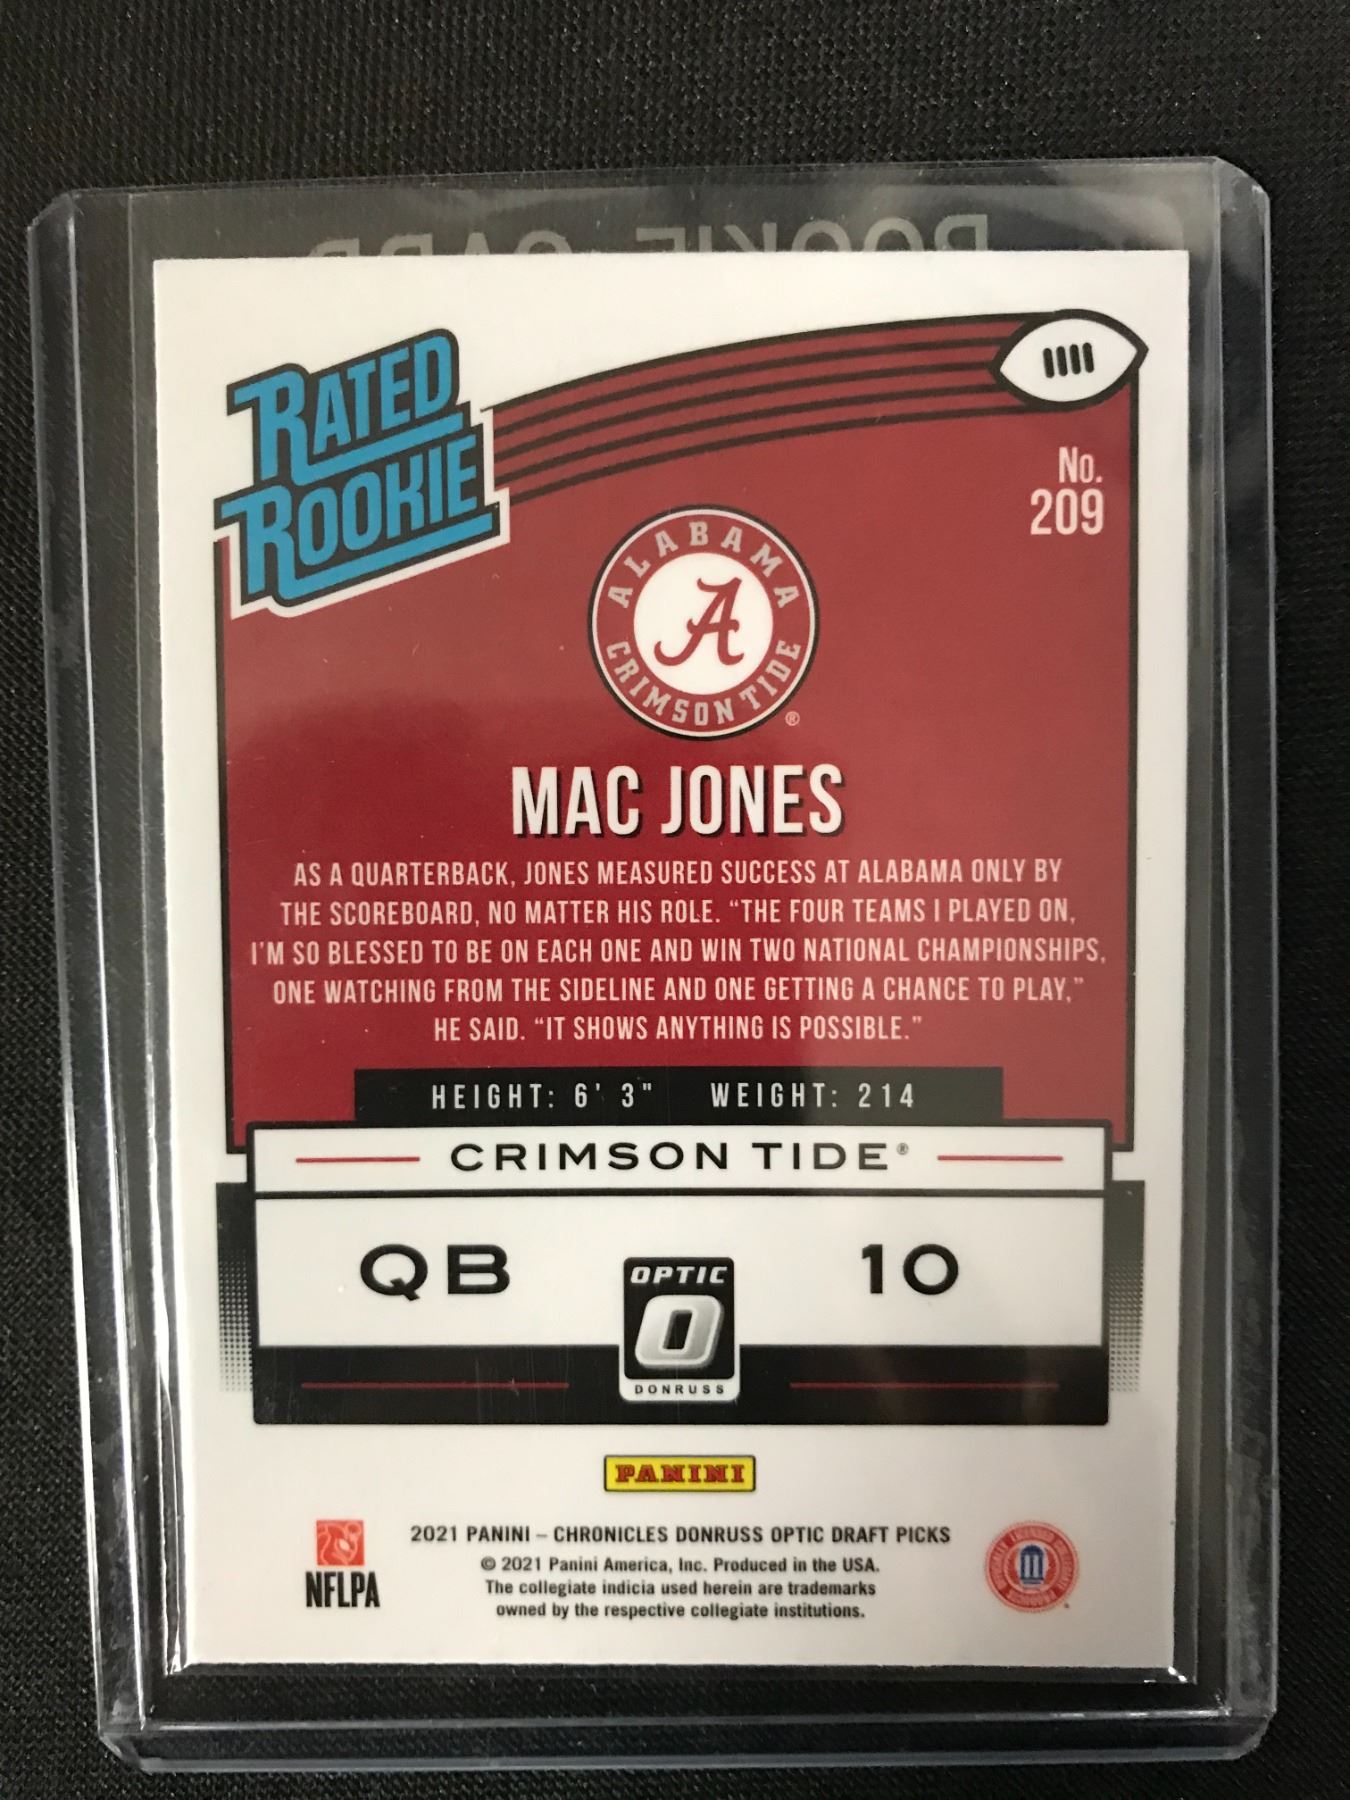 ROOKIE CARD
RATED
ROOKIE
No.
209
ALABAMA
A
CRIMSON TIDE®
MAC JONES
AS A QUARTERBACK, JONES MEASURED SUCCESS AT ALABAMA ONLY BY
THE SCOREBOARD, NO MATTER HIS ROLE. “THE FOUR TEAMS I PLAYED ON,
I'M SO BLESSED TO BE ON EACH ONE AND WIN TWO NATIONAL CHAMPIONSHIPS,
ONE WATCHING FROM THE SIDELINE AND ONE GETTING A CHANCE TO PLAY,”
HE SAID. “IT SHOWS ANYTHING IS POSSIBLE.”
HEIGHT: 6' 3" WEIGHT: 214
CRIMSON TIDE®
QB 10
OPTIC
O
DONRUSS
PANINI
2021 PANINI – CHRONICLES DONRUSS OPTIC DRAFT PICKS
© 2021 Panini America, Inc. Produced in the USA.
The collegiate indicia used herein are trademarks
owned by the respective collegiate institutions.
NFLPA